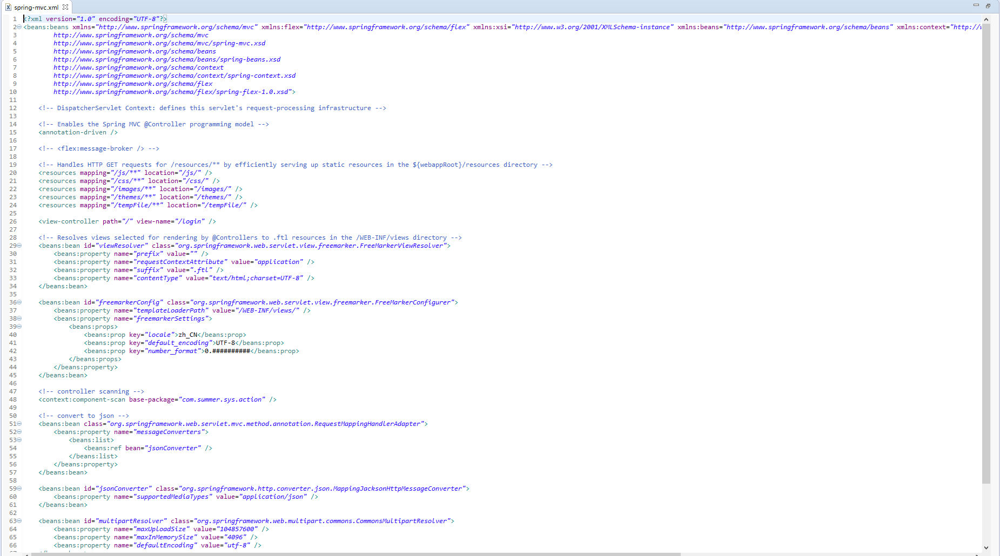 spring-mvc.xml
1 <?xml version="1.0" encoding="UTF-8"?>
2 <beans:beans xmlns="http://www.springframework.org/schema/mvc" xmlns:flex="http://www.springframework.org/schema/flex" xmlns:xsi="http://www.w3.org/2001/XMLSchema-instance" xmlns:beans="http://www.springframework.org/schema/beans" xmlns:context="http://
3 http://www.springframework.org/schema/mvc
4 http://www.springframework.org/schema/mvc/spring-mvc.xsd
5 http://www.springframework.org/schema/beans
6 http://www.springframework.org/schema/beans/spring-beans.xsd
7 http://www.springframework.org/schema/context
8 http://www.springframework.org/schema/context/spring-context.xsd
9 http://www.springframework.org/schema/flex
10 http://www.springframework.org/schema/flex/spring-flex-1.0.xsd">
11
12 <!-- DispatcherServlet Context: defines this servlet's request-processing infrastructure -->
13
14 <!-- Enables the Spring MVC @Controller programming model -->
15 <annotation-driven />
16
17 <!-- <flex:message-broker /> -->
18
19 <!-- Handles HTTP GET requests for /resources/** by efficiently serving up static resources in the ${webappRoot}/resources directory -->
20 <resources mapping="/js/**" location="/js/" />
21 <resources mapping="/css/**" location="/css/" />
22 <resources mapping="/images/**" location="/images/" />
23 <resources mapping="/themes/**" location="/themes/" />
24 <resources mapping="/tempFile/**" location="/tempFile/" />
25
26 <view-controller path="/" view-name="/login" />
27
28 <!-- Resolves views selected for rendering by @Controllers to .ftl resources in the /WEB-INF/views directory -->
29 <beans:bean id="viewResolver" class="org.springframework.web.servlet.view.freemarker.FreeMarkerViewResolver">
30 <beans:property name="prefix" value="" />
31 <beans:property name="requestContextAttribute" value="application" />
32 <beans:property name="suffix" value=".ftl" />
33 <beans:property name="contentType" value="text/html;charset=UTF-8" />
34 </beans:bean>
35
36 <beans:bean id="freemarkerConfig" class="org.springframework.web.servlet.view.freemarker.FreeMarkerConfigurer">
37 <beans:property name="templateLoaderPath" value="/WEB-INF/views/" />
38 <beans:property name="freemarkerSettings">
39 <beans:props>
40 <beans:prop key="locale">zh_CN</beans:prop>
41 <beans:prop key="default_encoding">UTF-8</beans:prop>
42 <beans:prop key="number_format">0.##########</beans:prop>
43 </beans:props>
44 </beans:property>
45 </beans:bean>
46
47 <!-- controller scanning -->
48 <context:component-scan base-package="com.summer.sys.action" />
49
50 <!-- convert to json -->
51 <beans:bean class="org.springframework.web.servlet.mvc.method.annotation.RequestMappingHandlerAdapter">
52 <beans:property name="messageConverters">
53 <beans:list>
54 <beans:ref bean="jsonConverter" />
55 </beans:list>
56 </beans:property>
57 </beans:bean>
58
59 <beans:bean id="jsonConverter" class="org.springframework.http.converter.json.MappingJacksonHttpMessageConverter">
60 <beans:property name="supportedMediaTypes" value="application/json" />
61 </beans:bean>
62
63 <beans:bean id="multipartResolver" class="org.springframework.web.multipart.commons.CommonsMultipartResolver">
64 <beans:property name="maxUploadSize" value="104857600" />
65 <beans:property name="maxInMemorySize" value="4096" />
66 <beans:property name="defaultEncoding" value="utf-8" />